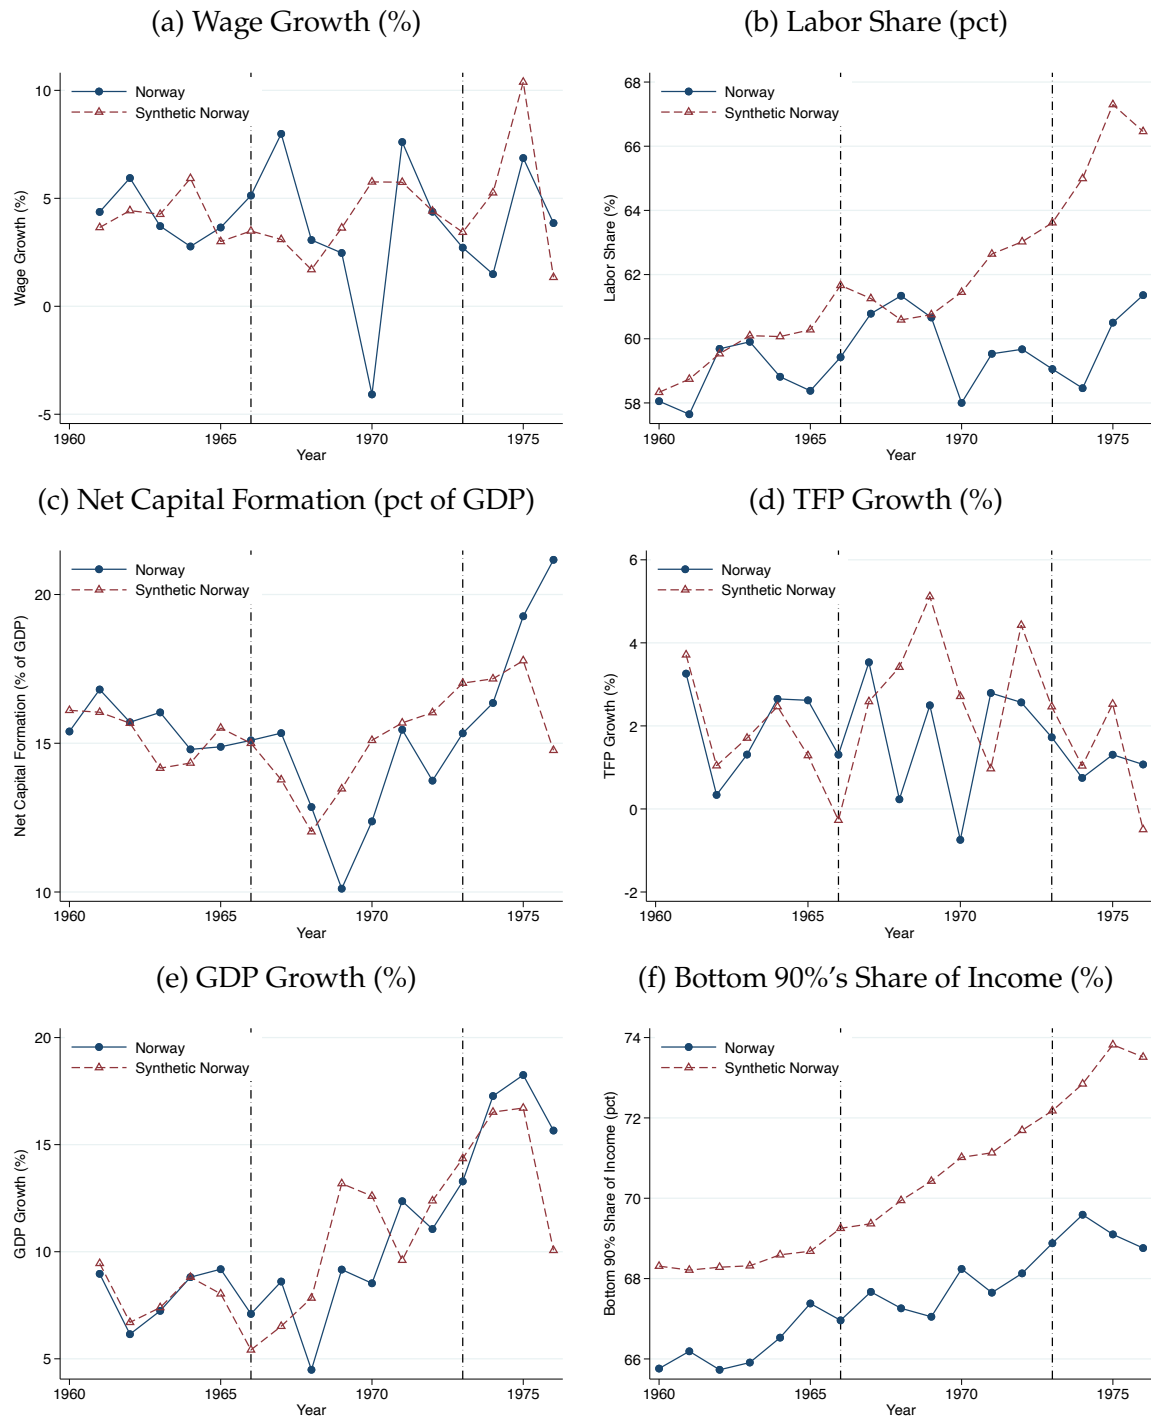 (a) Wage Growth (%)
Norway
Synthetic Norway
Wage Growth (%)
10
5
0
-5
1960 1965 1970 1975
Year
(b) Labor Share (pct)
Norway
Synthetic Norway
Labor Share (%)
68
66
64
62
60
58
1960 1965 1970 1975
Year
(c) Net Capital Formation (pct of GDP)
Norway
Synthetic Norway
Net Capital Formation (% of GDP)
20
15
10
1960 1965 1970 1975
Year
(d) TFP Growth (%)
Norway
Synthetic Norway
TFP Growth (%)
6
4
2
0
-2
1960 1965 1970 1975
Year
(e) GDP Growth (%)
Norway
Synthetic Norway
GDP Growth (%)
20
15
10
5
1960 1965 1970 1975
Year
(f) Bottom 90%’s Share of Income (%)
Norway
Synthetic Norway
Bottom 90% Share of Income (pct)
74
72
70
68
66
1960 1965 1970 1975
Year